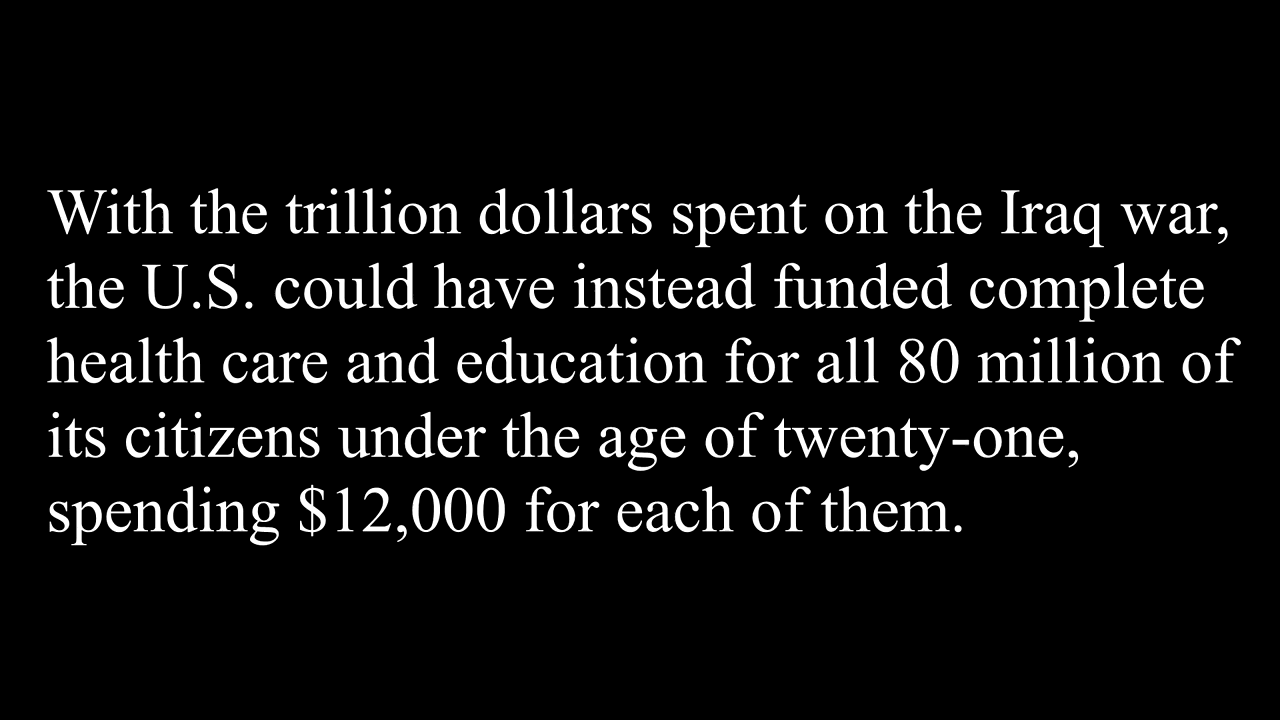 With the trillion dollars spent on the Iraq war,
the U.S. could have instead funded complete
health care and education for all 80 million of
its citizens under the age of twenty-one,
spending $12,000 for each of them.